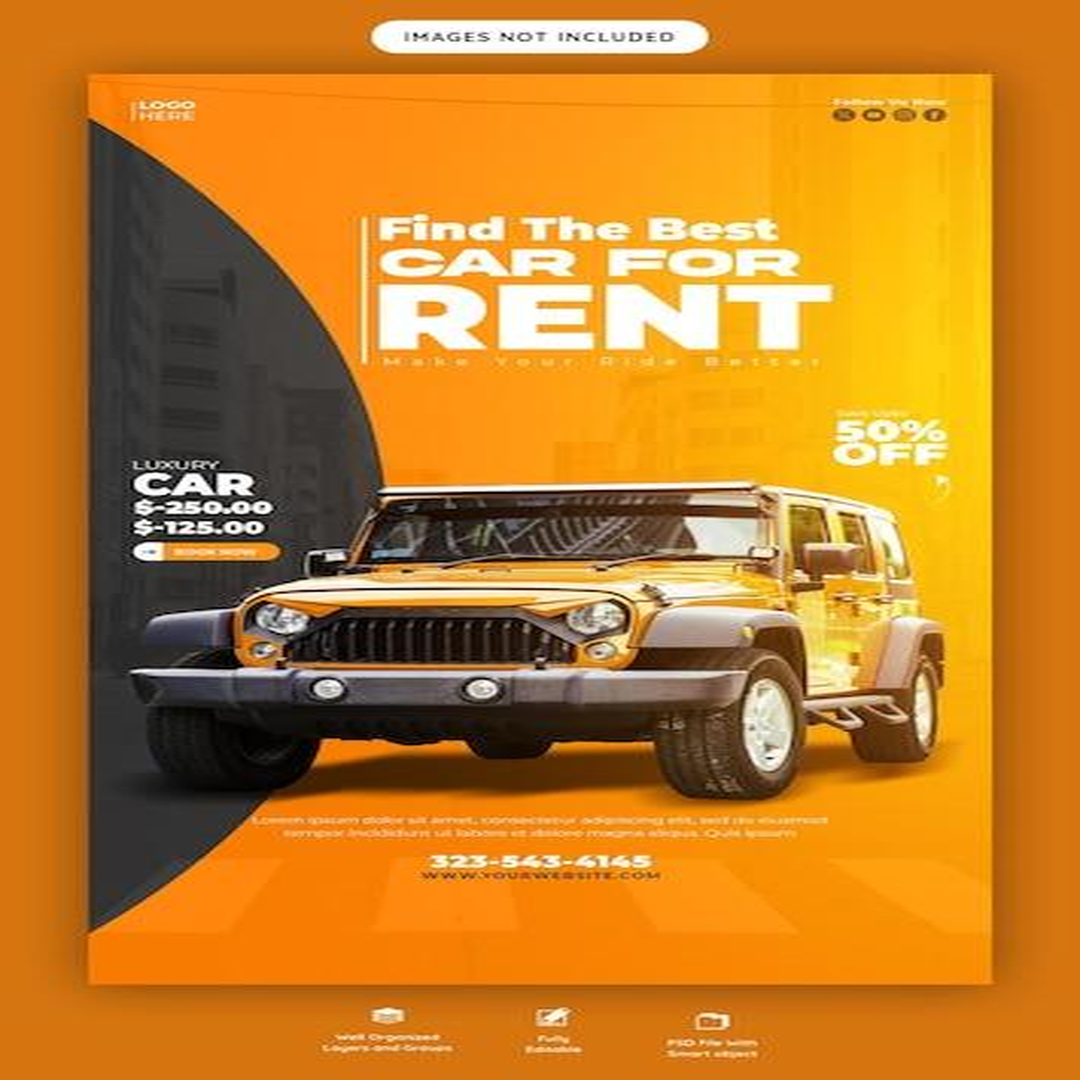 IMAGES NOT INCLUDED
LOGO
HERE
Follow Us Now
Find The Best
CAR FOR
RENT
Make Your Ride Better
Save Upto
50%
OFF
LUXURY
CAR
$-250.00
$-125.00
BOOK NOW
Lorem ipsum dolor sit amet, consectetur adipiscing elit, sed do eiusmod
tempor incididunt ut labore et dolore magna aliqua. Quis ipsum
323-543-4145
WWW.YOURWEBSITE.COM
Well Organized
Layers and Groups
Fully
Editable
PSD File with
Smart object